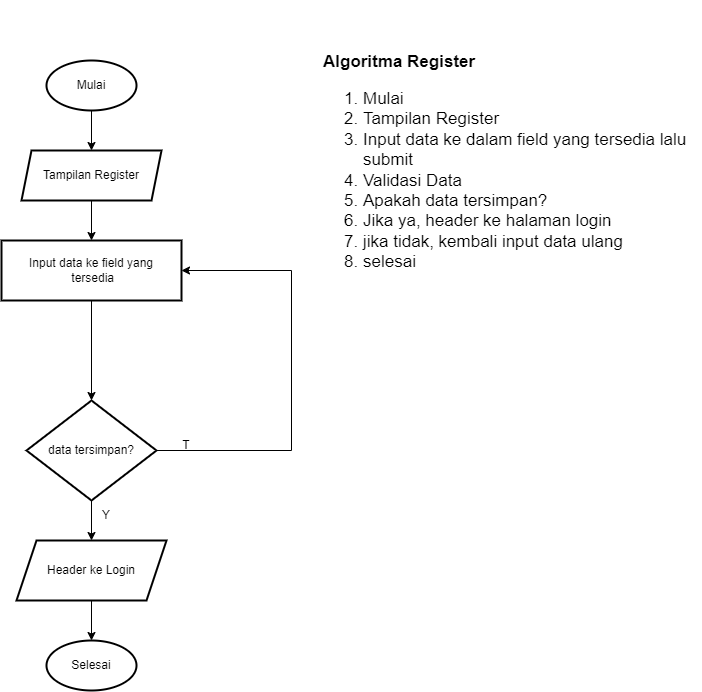 Mulai
Tampilan Register
Input data ke field yang
tersedia
data tersimpan?
T
Y
Header ke Login
Selesai
Algoritma Register
1. Mulai
2. Tampilan Register
3. Input data ke dalam field yang tersedia lalu
submit
4. Validasi Data
5. Apakah data tersimpan?
6. Jika ya, header ke halaman login
7. jika tidak, kembali input data ulang
8. selesai